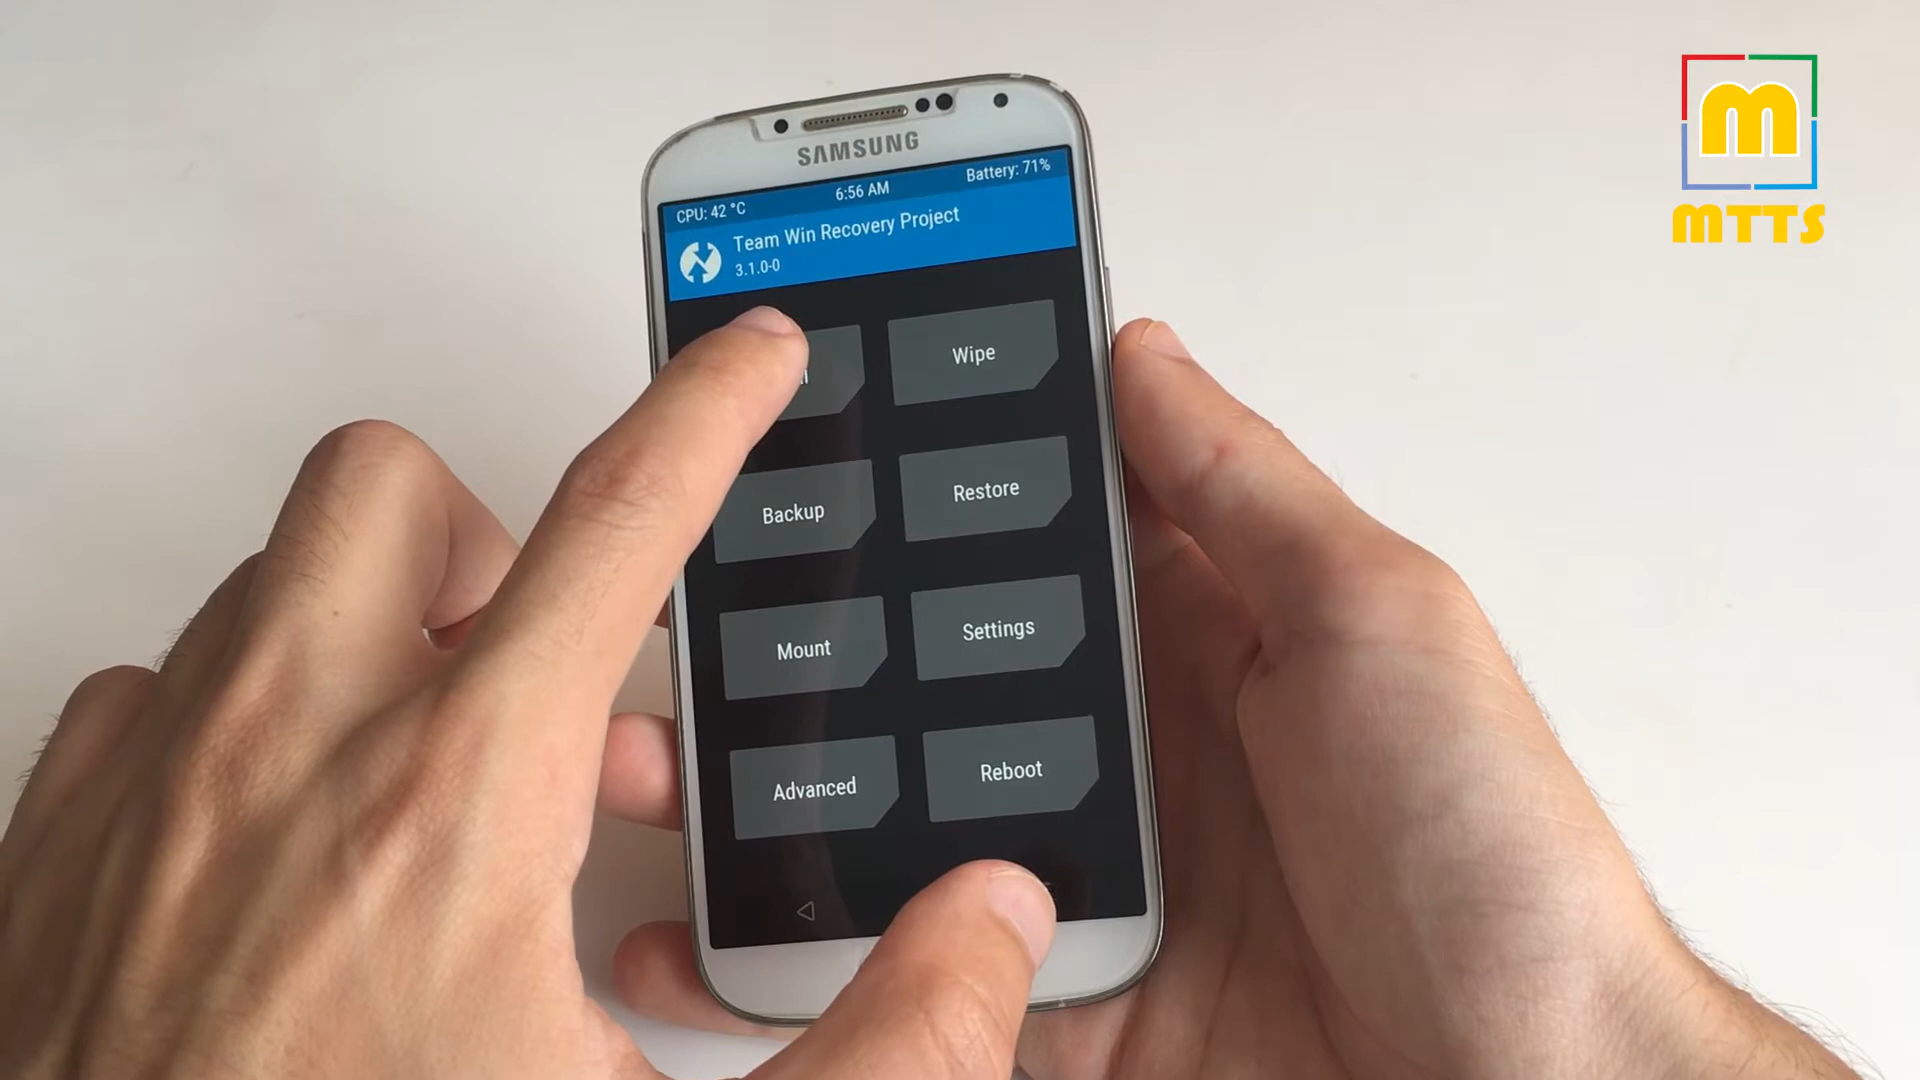 SAMSUNG
CPU: 42 °C
6:56 AM
Battery: 71%
Team Win Recovery Project
3.1.0-0
Wipe
Backup
Restore
Mount
Settings
Advanced
Reboot
m
MTTS